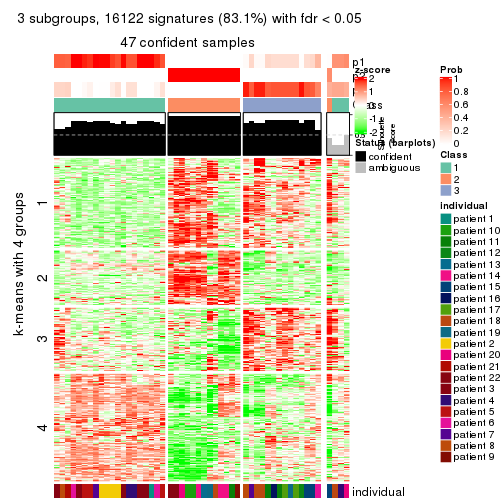 3 subgroups, 16122 signatures (83.1%) with fdr < 0.05
47 confident samples
p1
z-score
2
1
0
-1
-2
Silhouette
score
Status (barplots)
confident
ambiguous
k-means with 4 groups
1
2
3
4
individual
Prob
1
0.8
0.6
0.4
0.2
0
Class
1
2
3
individual
patient 1
patient 10
patient 11
patient 12
patient 13
patient 14
patient 15
patient 16
patient 17
patient 18
patient 19
patient 2
patient 20
patient 21
patient 22
patient 3
patient 4
patient 5
patient 6
patient 7
patient 8
patient 9